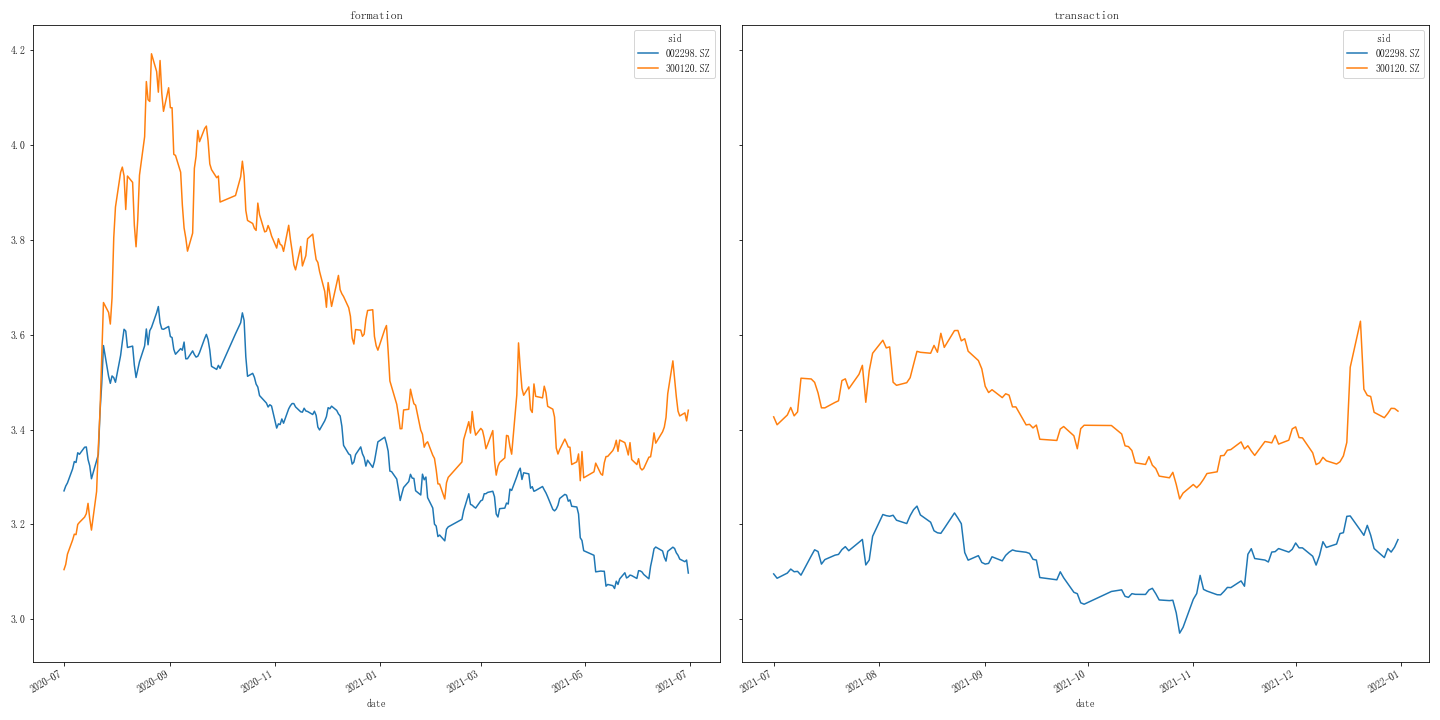 formation
sid
002298.SZ
300120.SZ
4.2
4.0
3.8
3.6
3.4
3.2
3.0
2020-07
2020-09
2020-11
2021-01
2021-03
2021-05
2021-07
date
transaction
sid
002298.SZ
300120.SZ
2021-07
2021-08
2021-09
2021-10
2021-11
2021-12
2022-01
date